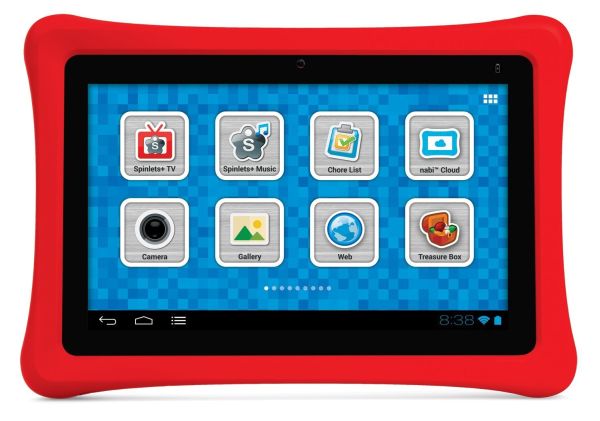 S
Spinlets+ TV
S
Spinlets+ Music
Chore List
nabi™ Cloud
Camera
Gallery
Web
Treasure Box
8:38